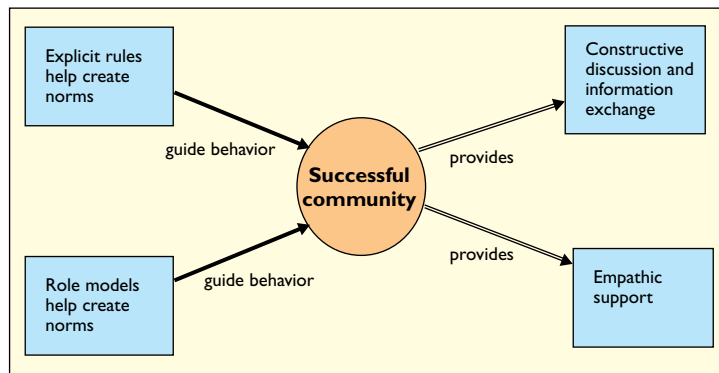 Explicit rules
help create
norms
guide behavior
Role models
help create
norms
guide behavior
Successful
community
provides
Constructive
discussion and
information
exchange
provides
Empathic
support